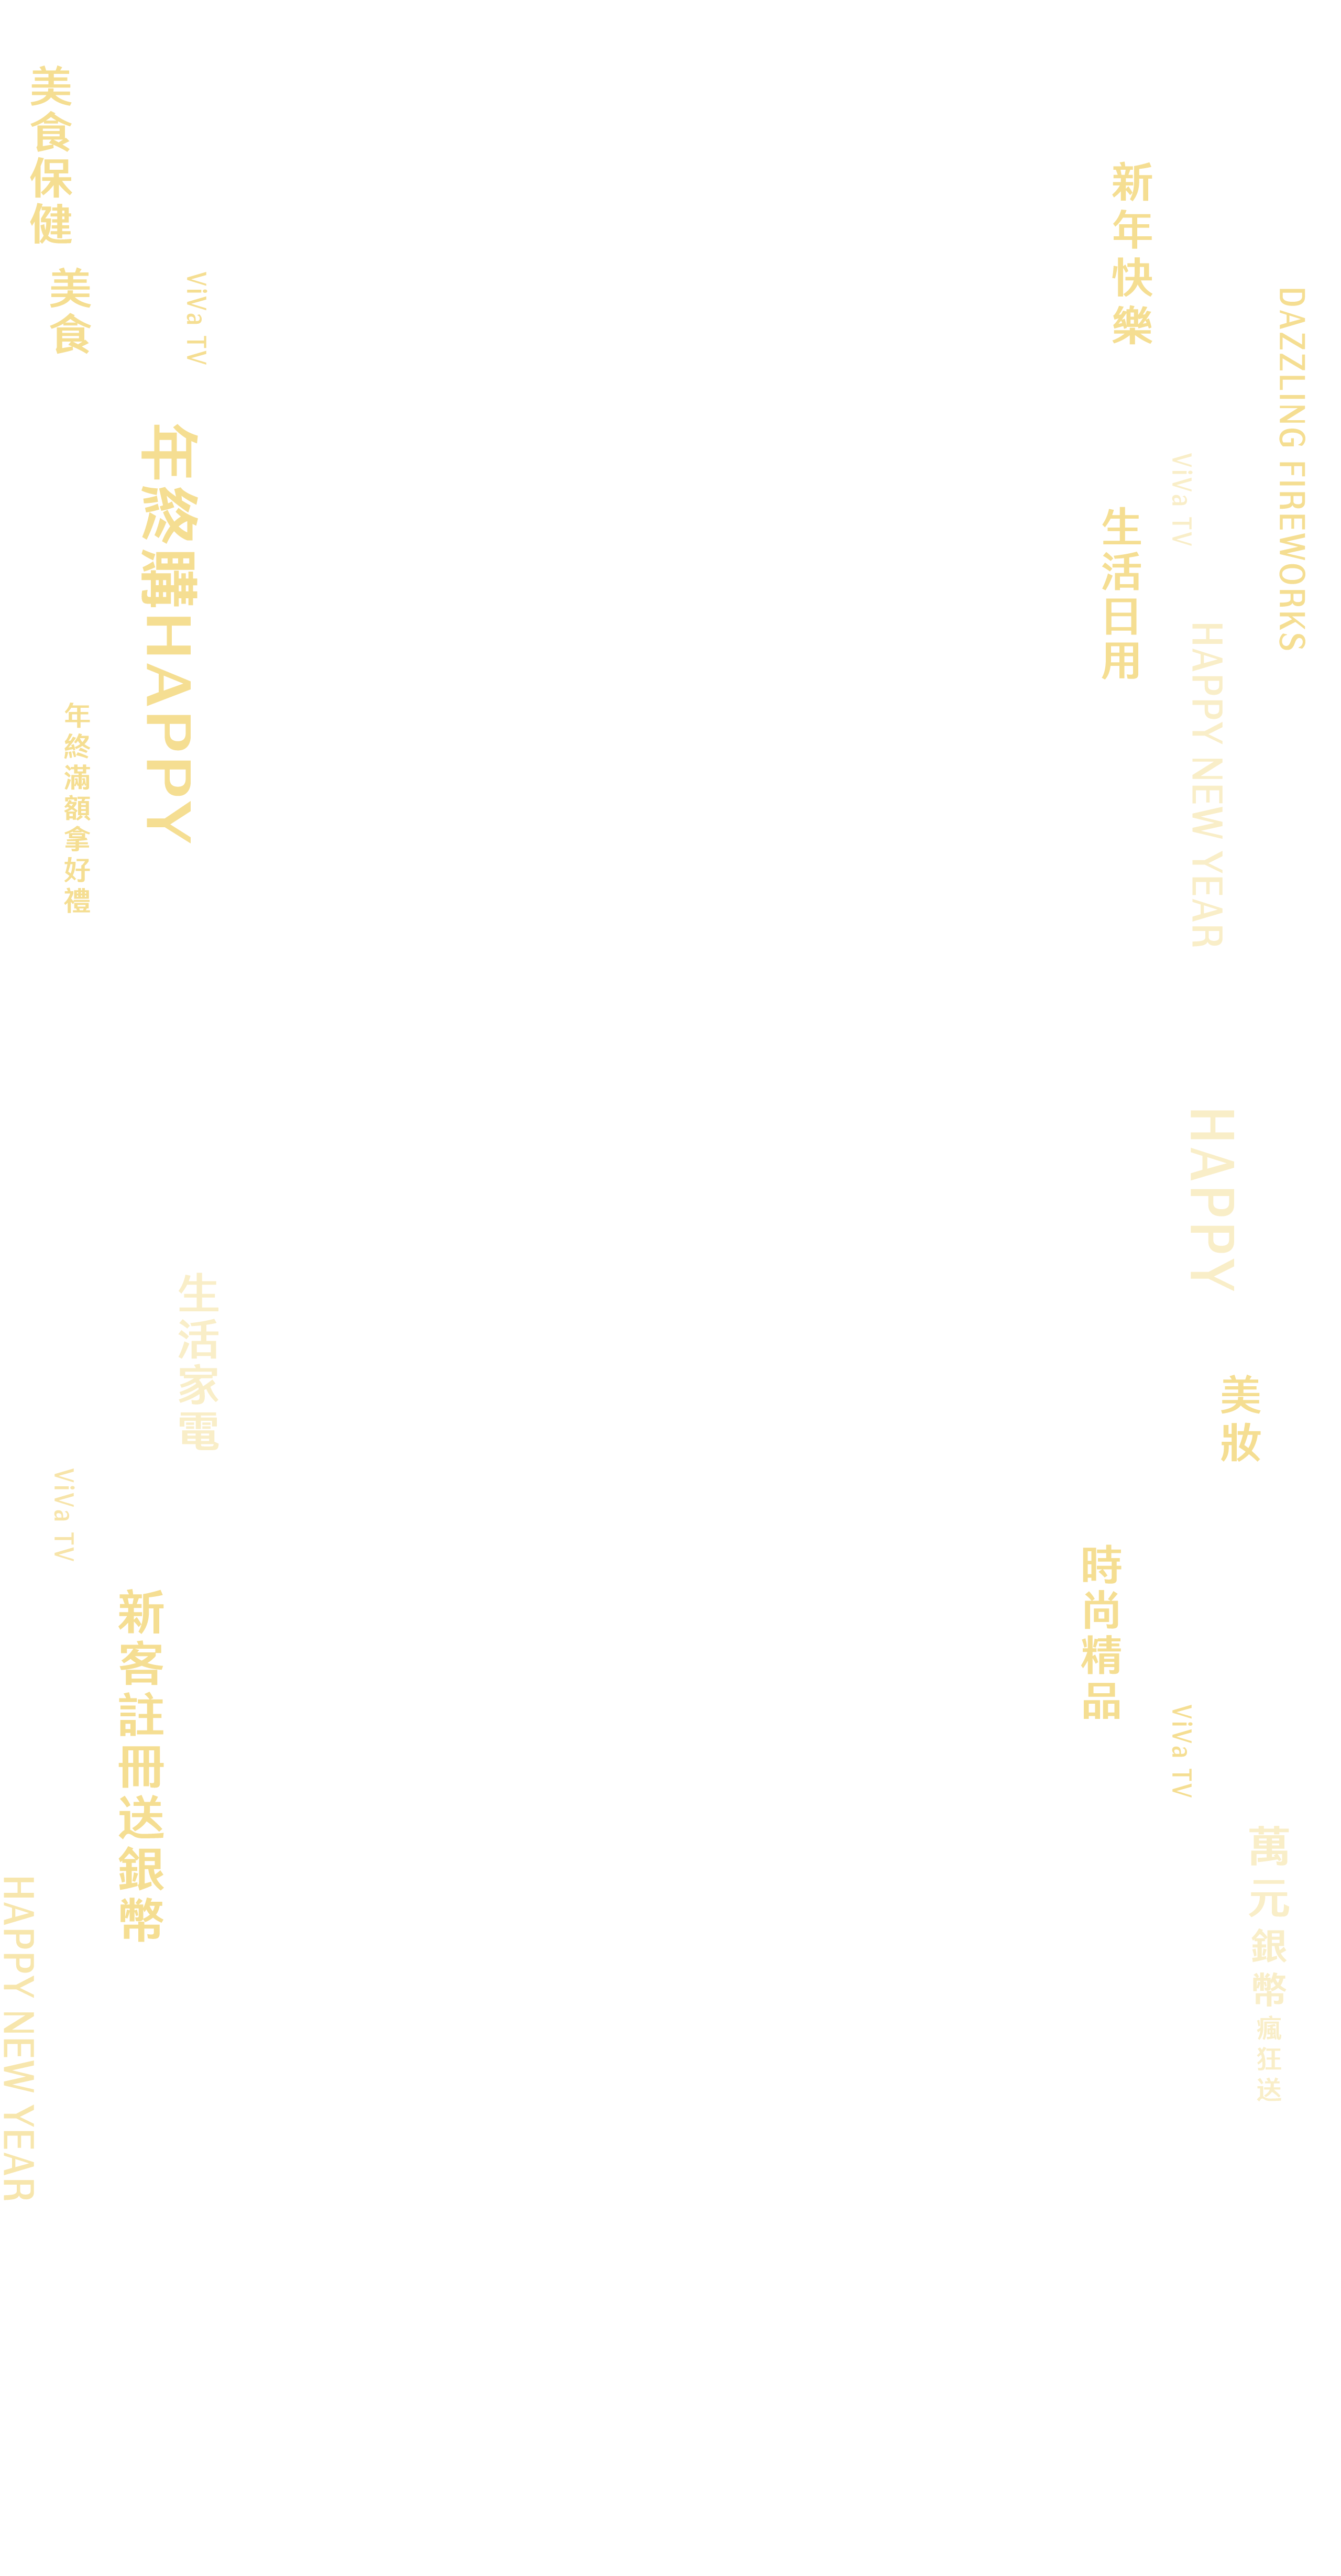 美食保健
美食
ViVa TV
年終購HAPPY
年終滿額拿好禮
生活家電
ViVa TV
新客註冊送銀幣
HAPPY NEW YEAR
新年快樂
DAZZLING FIREWORKS
ViVa TV
生活日用
HAPPY NEW YEAR
HAPPY
美妝
時尚精品
ViVa TV
萬元銀幣瘋狂送